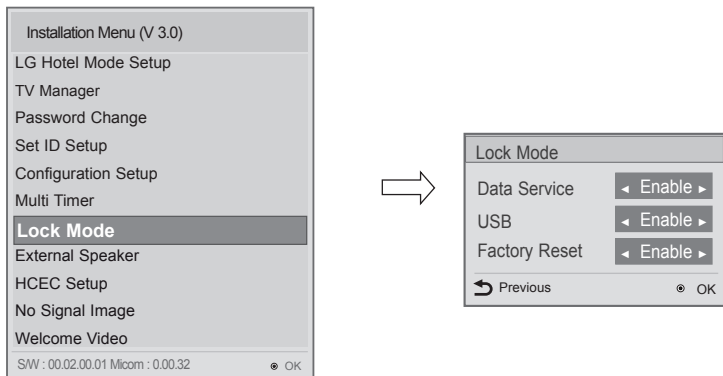 Installation Menu (V 3.0)
LG Hotel Mode Setup
TV Manager
Password Change
Set ID Setup
Configuration Setup
Multi Timer
Lock Mode
External Speaker
HCEC Setup
No Signal Image
Welcome Video
S/W : 00.02.00.01 Micom : 0.00.32 ◉ OK
Lock Mode
Data Service ◂ Enable ▸
USB ◂ Enable ▸
Factory Reset ◂ Enable ▸
Previous ◉ OK